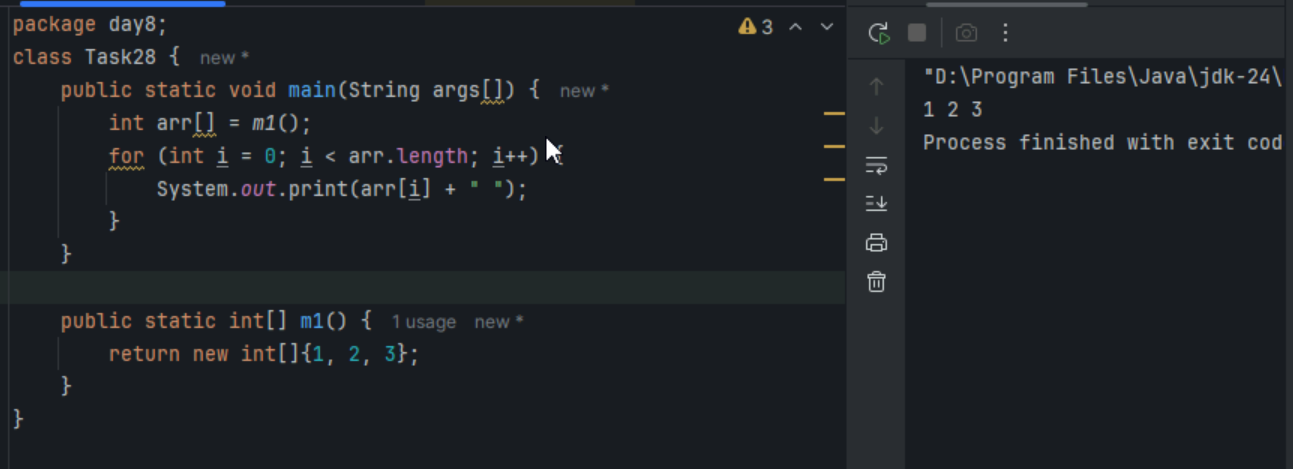 package day8;
3
class Task28 { new *
public static void main(String args[]) { new *
int arr[] = m1();
for (int i = 0; i < arr.length; i++) {
System.out.print(arr[i] + " ");
}
}
public static int[] m1() { 1 usage new *
return new int[]{1, 2, 3};
}
}
"D:\Program Files\Java\jdk-24\
1 2 3
Process finished with exit cod